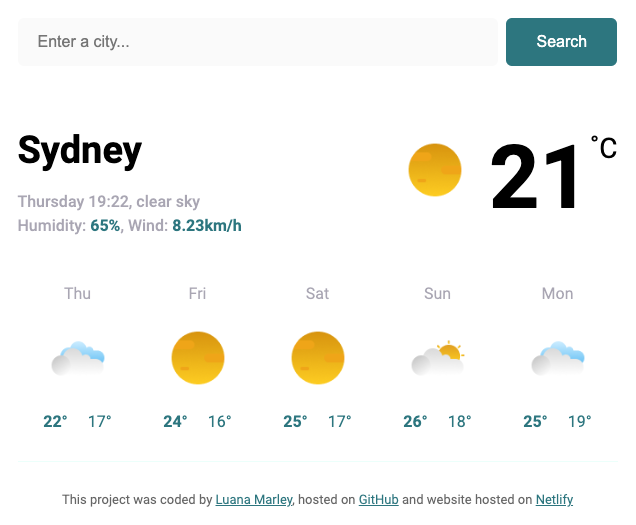 Enter a city...
Search
Sydney
21 °C
Thursday 19:22, clear sky
Humidity: 65%, Wind: 8.23km/h
Thu Fri Sat Sun Mon
22° 17° 24° 16° 25° 17° 26° 18° 25° 19°
This project was coded by Luana Marley, hosted on GitHub and website hosted on Netlify